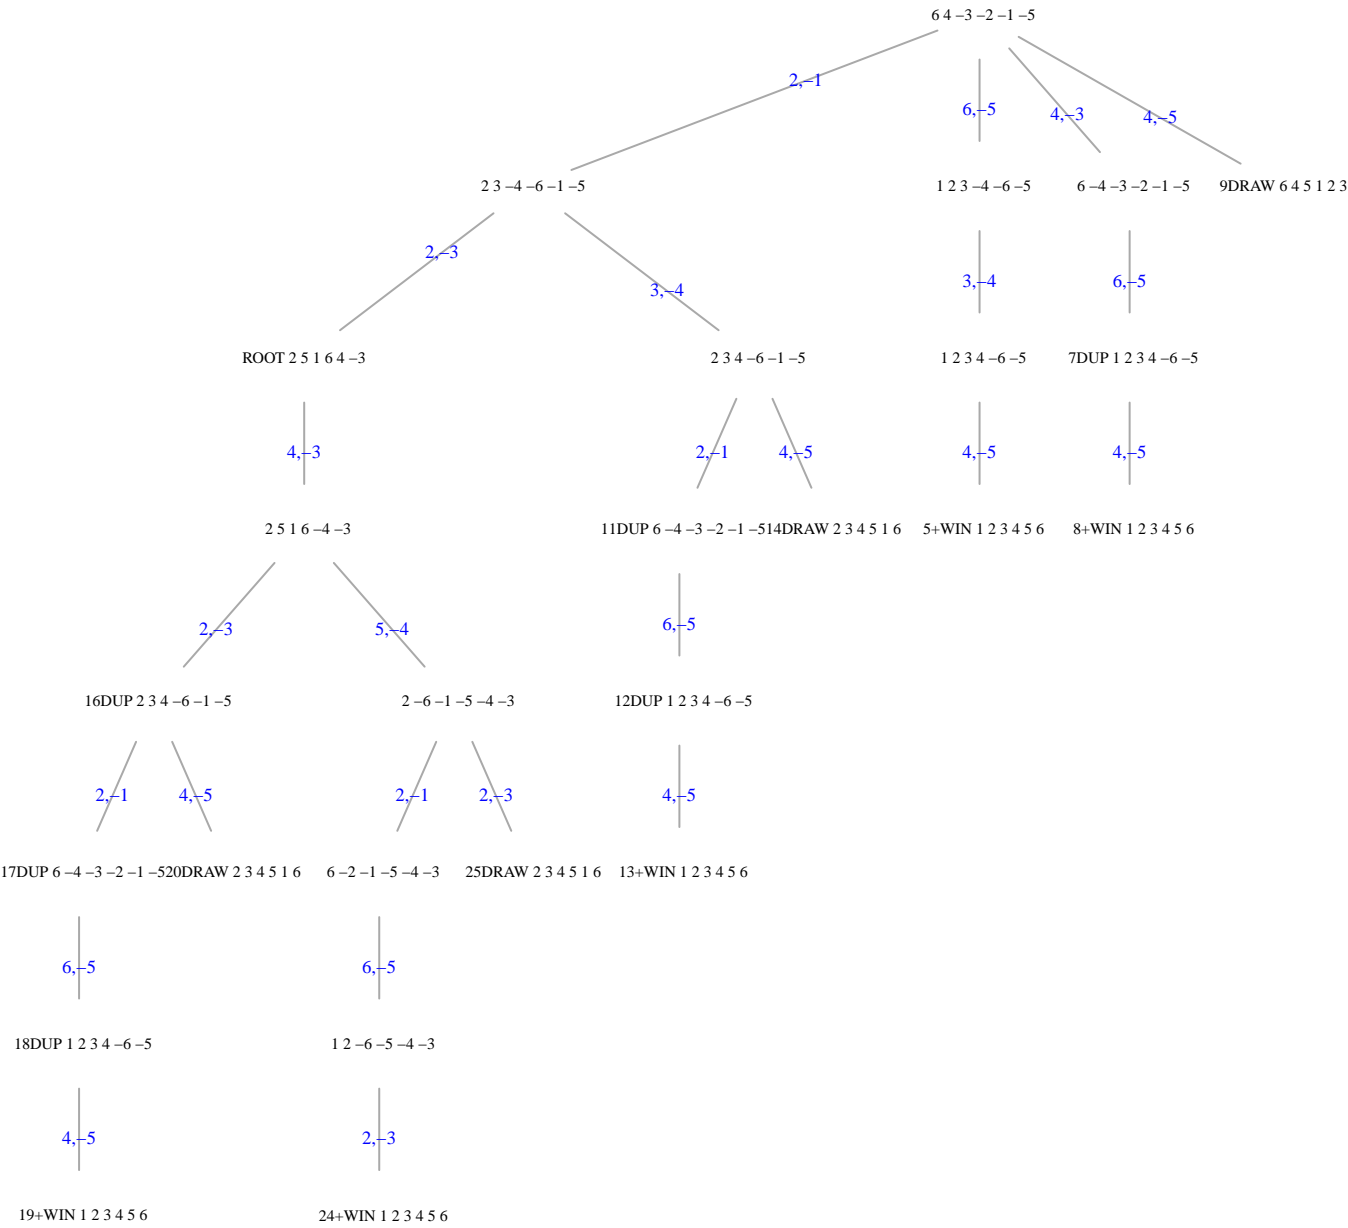 6 4 –3 –2 –1 –5
2,–1
6,–5
4,–3
4,–5
2 3 –4 –6 –1 –5
1 2 3 –4 –6 –5
6 –4 –3 –2 –1 –5
9DRAW 6 4 5 1 2 3
2,–3
3,–4
3,–4
6,–5
ROOT 2 5 1 6 4 –3
2 3 4 –6 –1 –5
1 2 3 4 –6 –5
7DUP 1 2 3 4 –6 –5
4,–3
2,–1
4,–5
4,–5
4,–5
2 5 1 6 –4 –3
11DUP 6 –4 –3 –2 –1 –514DRAW 2 3 4 5 1 6
5+WIN 1 2 3 4 5 6
8+WIN 1 2 3 4 5 6
2,–3
5,–4
6,–5
16DUP 2 3 4 –6 –1 –5
2 –6 –1 –5 –4 –3
12DUP 1 2 3 4 –6 –5
2,–1
4,–5
2,–1
2,–3
4,–5
17DUP 6 –4 –3 –2 –1 –520DRAW 2 3 4 5 1 6
6 –2 –1 –5 –4 –3
25DRAW 2 3 4 5 1 6
13+WIN 1 2 3 4 5 6
6,–5
6,–5
18DUP 1 2 3 4 –6 –5
1 2 –6 –5 –4 –3
4,–5
2,–3
19+WIN 1 2 3 4 5 6
24+WIN 1 2 3 4 5 6